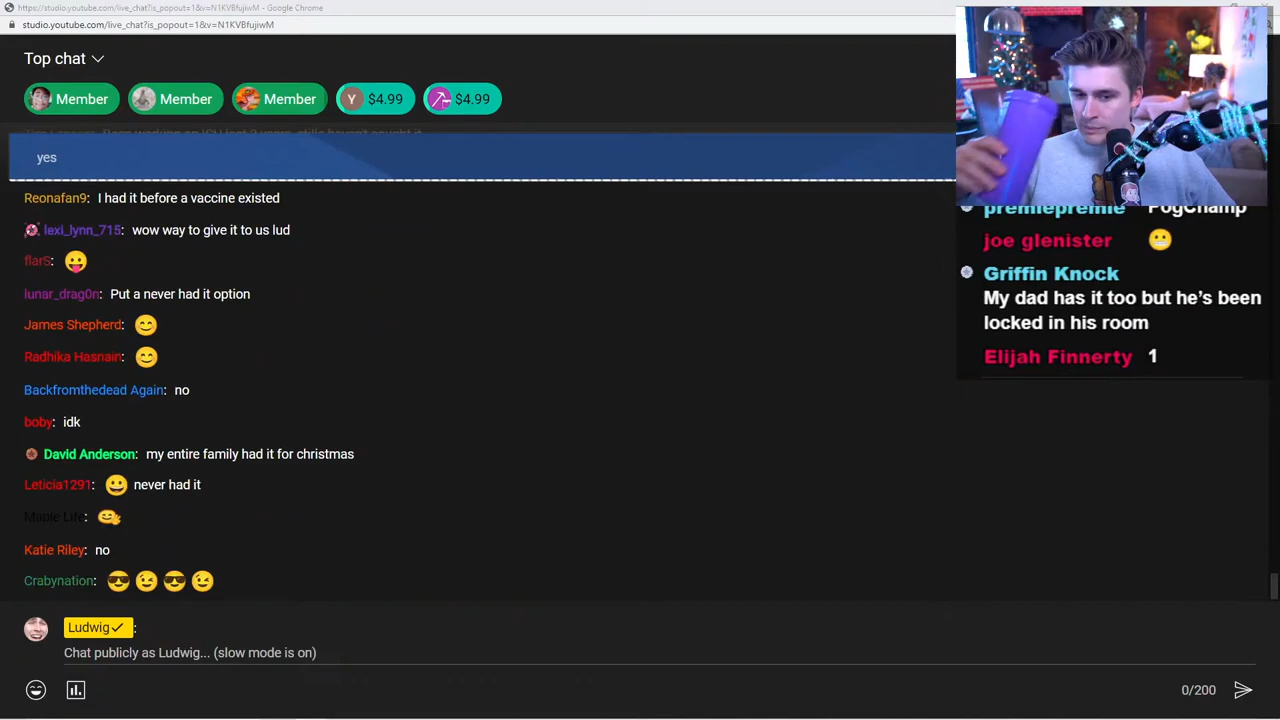 https://studio.youtube.com/live_chat?is_popout=1&v=N1KVBfujiwM - Google Chrome
studio.youtube.com/live_chat?is_popout=1&v=N1KVBfujiwM
Top chat
Member
Member
Member
Y $4.99
$4.99
yes
Reonafan9: I had it before a vaccine existed
lexi_lynn_715: wow way to give it to us lud
flarS: 😛
lunar_drag0n: Put a never had it option
James Shepherd: 😊
Radhika Hasnain: 😊
Backfromthedead Again: no
boby: idk
David Anderson: my entire family had it for christmas
Leticia1291: 😀 never had it
Maple Life:
Katie Riley: no
Crabynation: 😎 😉 😎 😉
Ludwig ✓:
Chat publicly as Ludwig... (slow mode is on)
0/200
premiepremie PogChamp
joe glenister 😬
Griffin Knock
My dad has it too but he's been
locked in his room
Elijah Finnerty 1